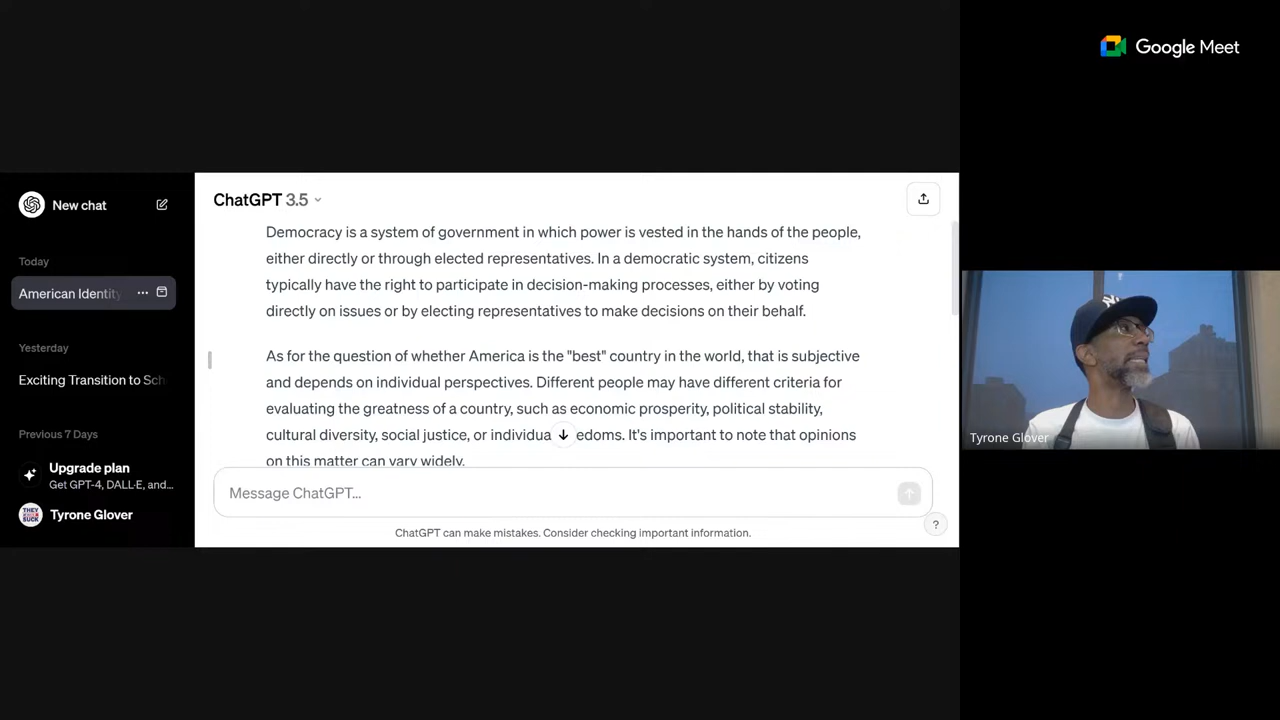 Google Meet
New chat
Today
American Identity
Yesterday
Exciting Transition to Sch
Previous 7 Days
Upgrade plan
Get GPT-4, DALL·E, and...
Tyrone Glover
ChatGPT 3.5
Democracy is a system of government in which power is vested in the hands of the people,
either directly or through elected representatives. In a democratic system, citizens
typically have the right to participate in decision-making processes, either by voting
directly on issues or by electing representatives to make decisions on their behalf.
As for the question of whether America is the "best" country in the world, that is subjective
and depends on individual perspectives. Different people may have different criteria for
evaluating the greatness of a country, such as economic prosperity, political stability,
cultural diversity, social justice, or individua edoms. It's important to note that opinions
on this matter can vary widely.
Message ChatGPT...
ChatGPT can make mistakes. Consider checking important information.
?
Tyrone Glover